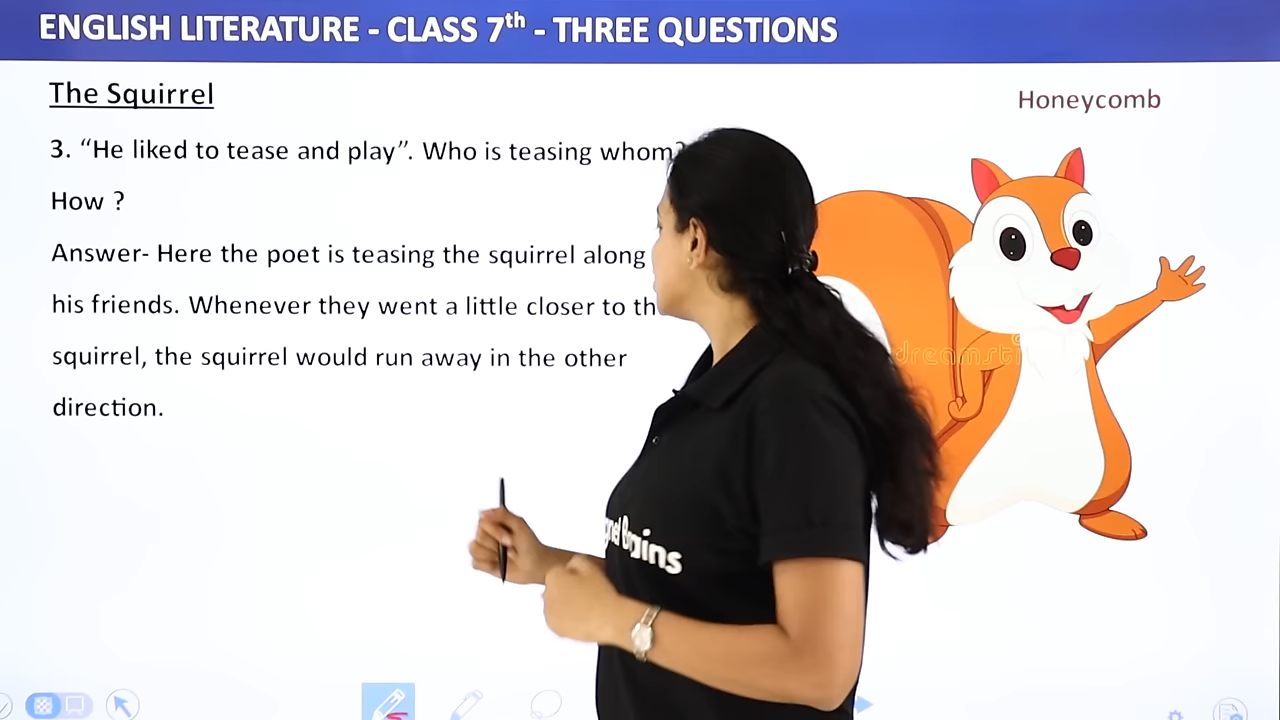 ENGLISH LITERATURE - CLASS 7th - THREE QUESTIONS
The Squirrel
Honeycomb
3. “He liked to tease and play”. Who is teasing whom?
How ?
Answer- Here the poet is teasing the squirrel along
his friends. Whenever they went a little closer to
squirrel, the squirrel would run away in the other
direction.
Brains